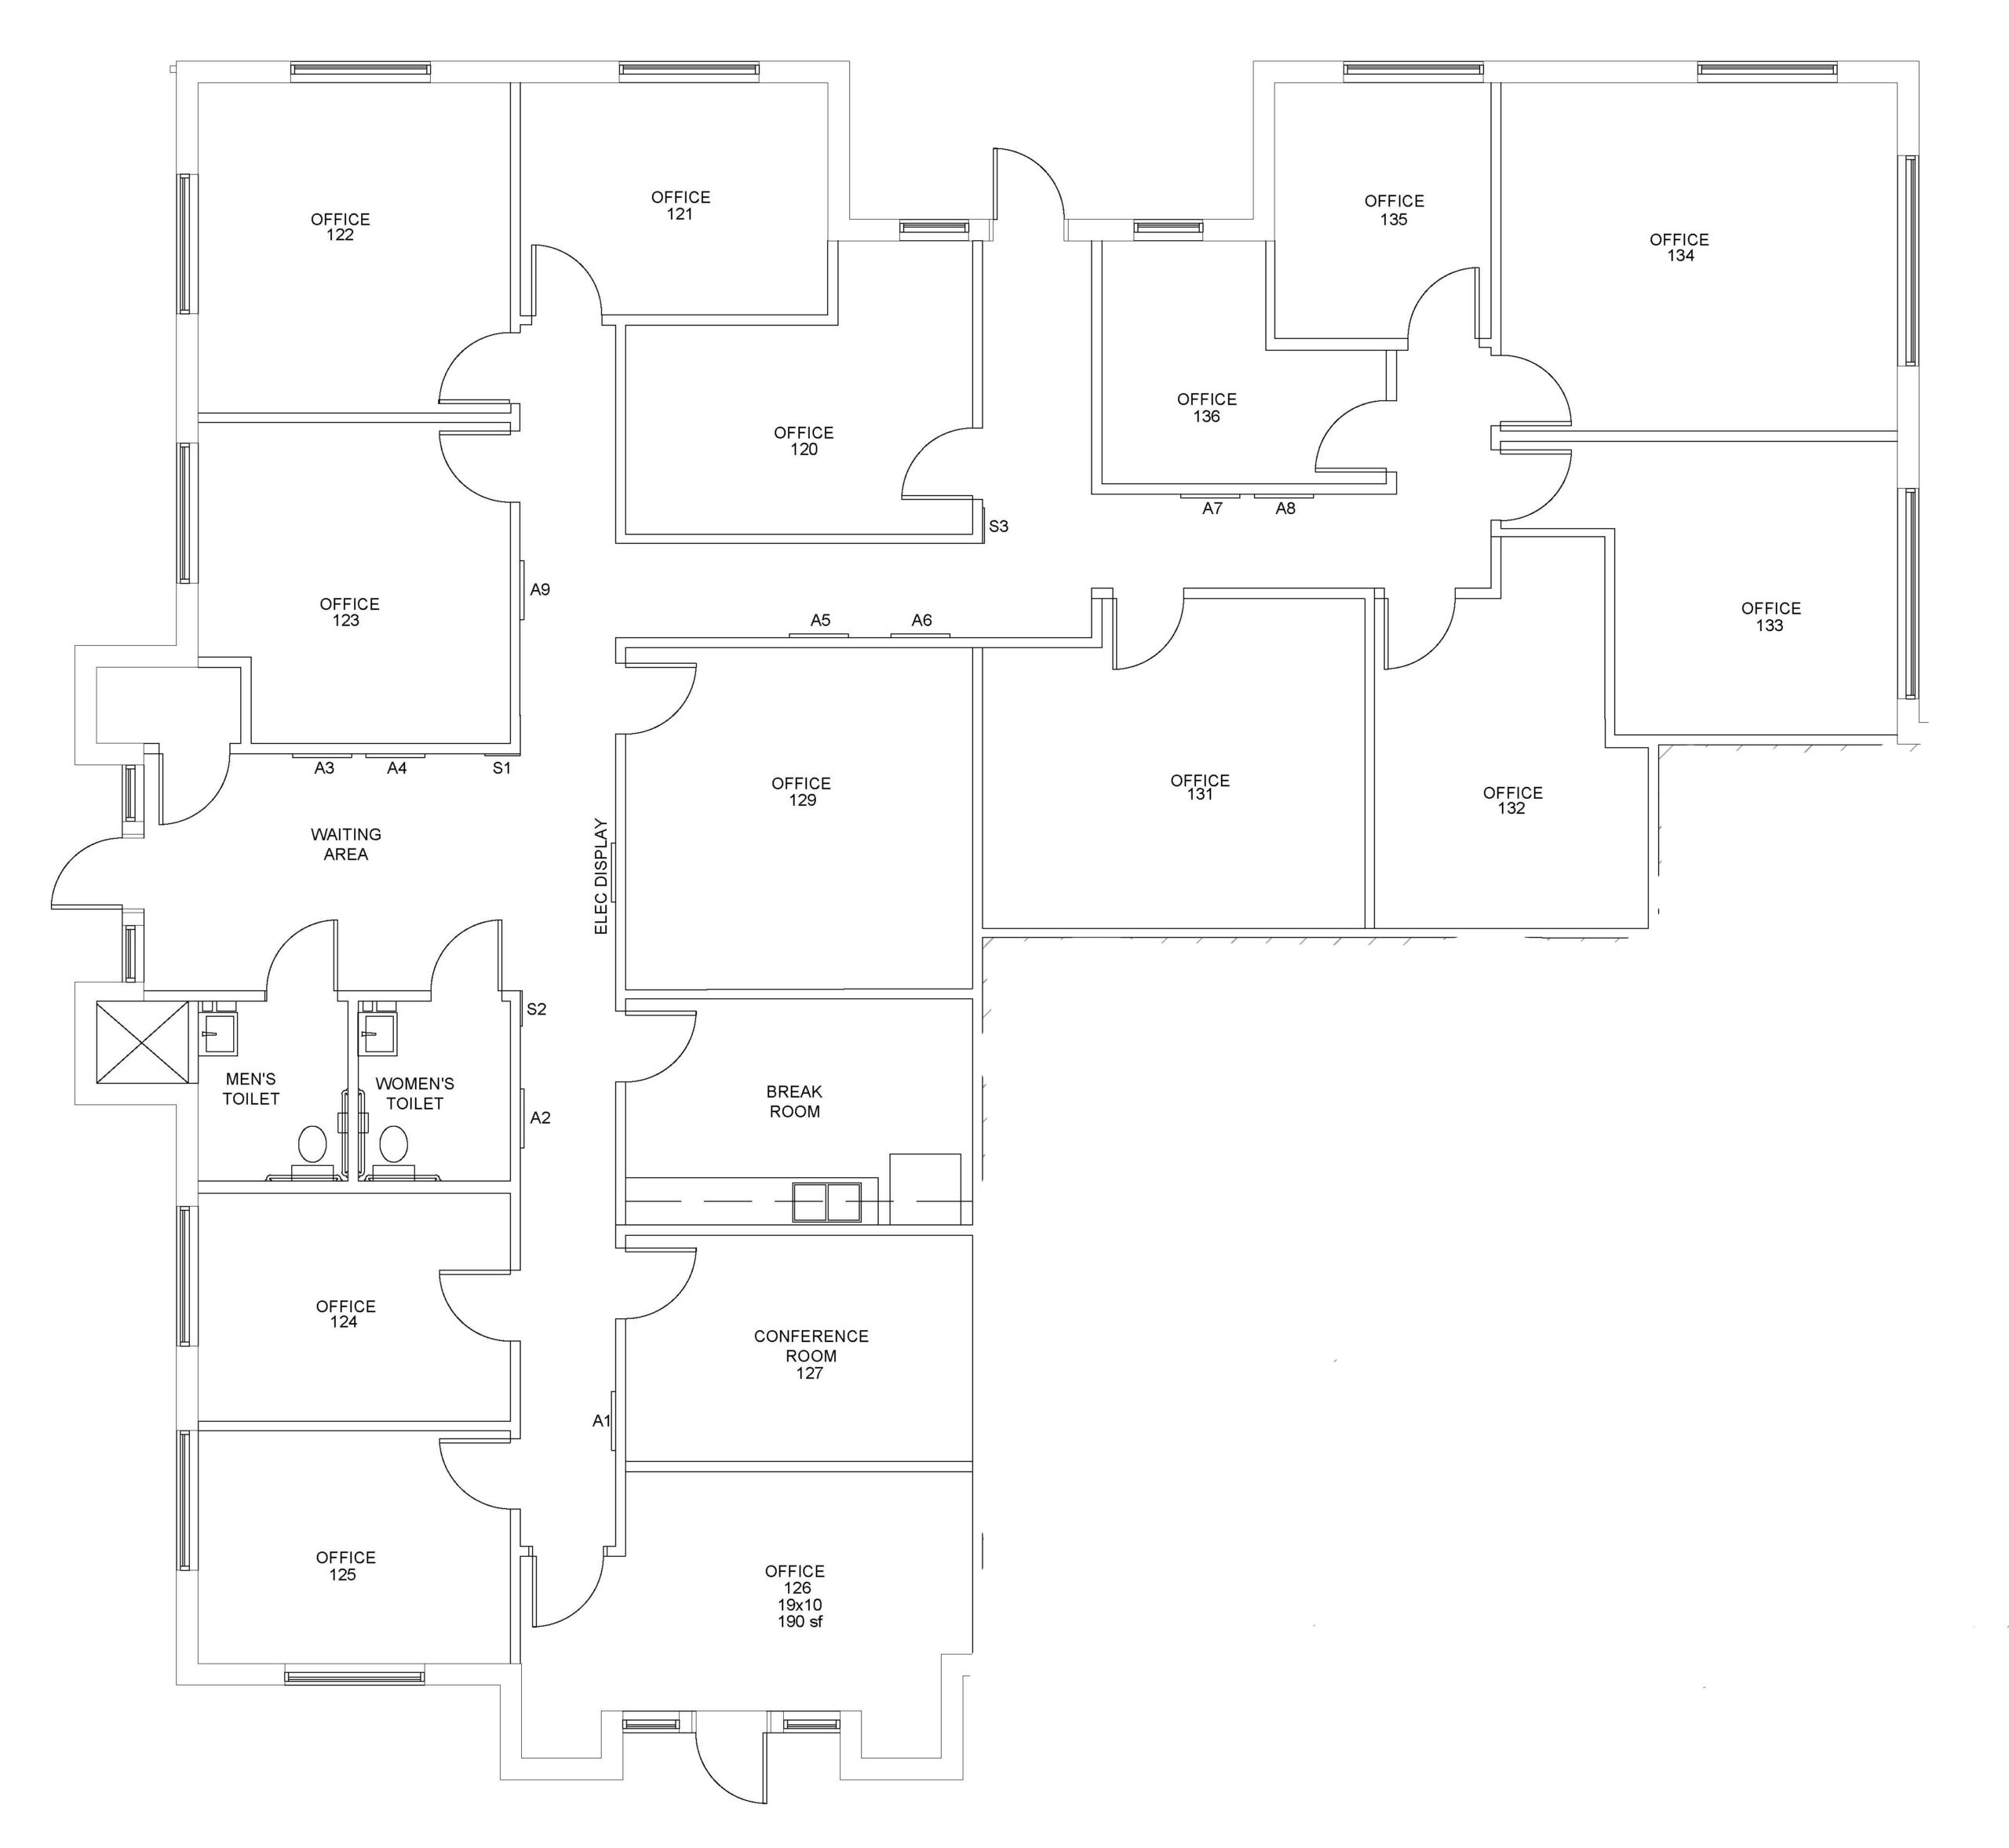 OFFICE
122
OFFICE
121
OFFICE
135
OFFICE
134
OFFICE
120
OFFICE
136
A7
A8
S3
A9
OFFICE
123
A5
A6
OFFICE
133
A3
A4
S1
OFFICE
129
OFFICE
131
OFFICE
132
WAITING
AREA
ELEC DISPLAY
S2
MEN'S
TOILET
WOMEN'S
TOILET
A2
BREAK
ROOM
OFFICE
124
CONFERENCE
ROOM
127
A1
OFFICE
125
OFFICE
126
19x10
190 sf